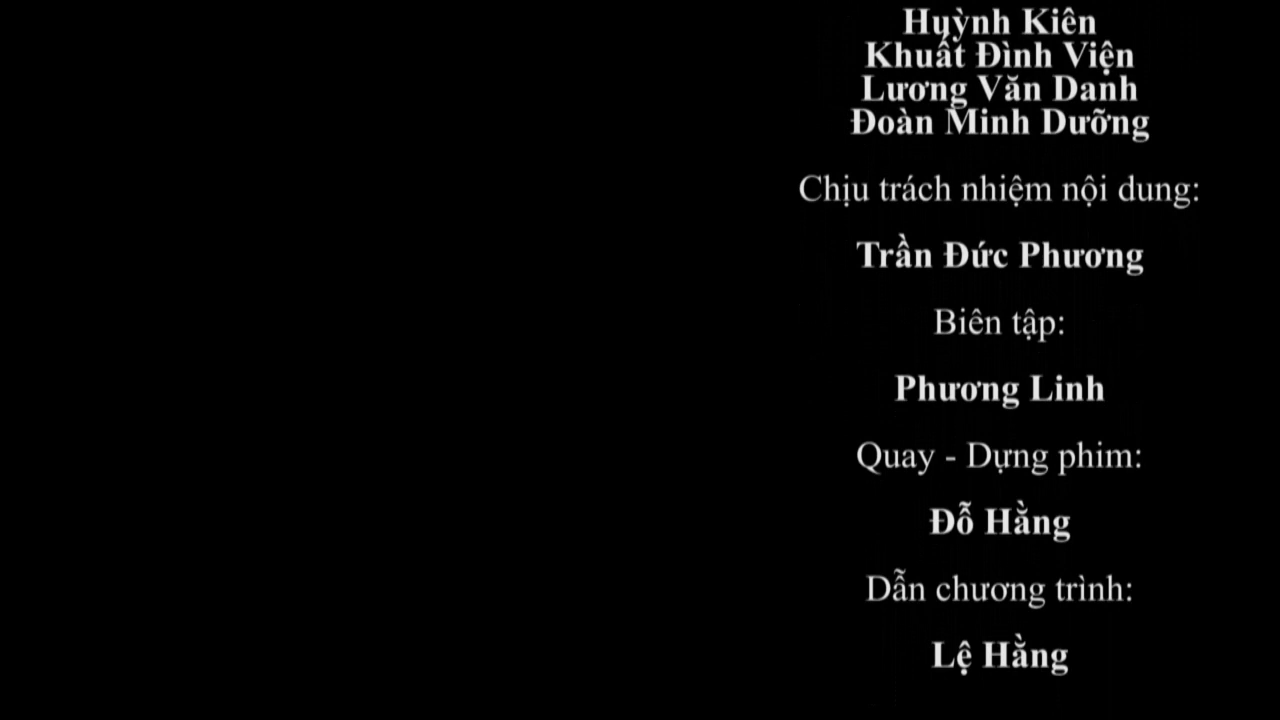 Huỳnh Kiên
Khuất Đình Viện
Lương Văn Danh
Đoàn Minh Dưỡng
Chịu trách nhiệm nội dung:
Trần Đức Phương
Biên tập:
Phương Linh
Quay - Dựng phim:
Đỗ Hằng
Dẫn chương trình:
Lệ Hằng